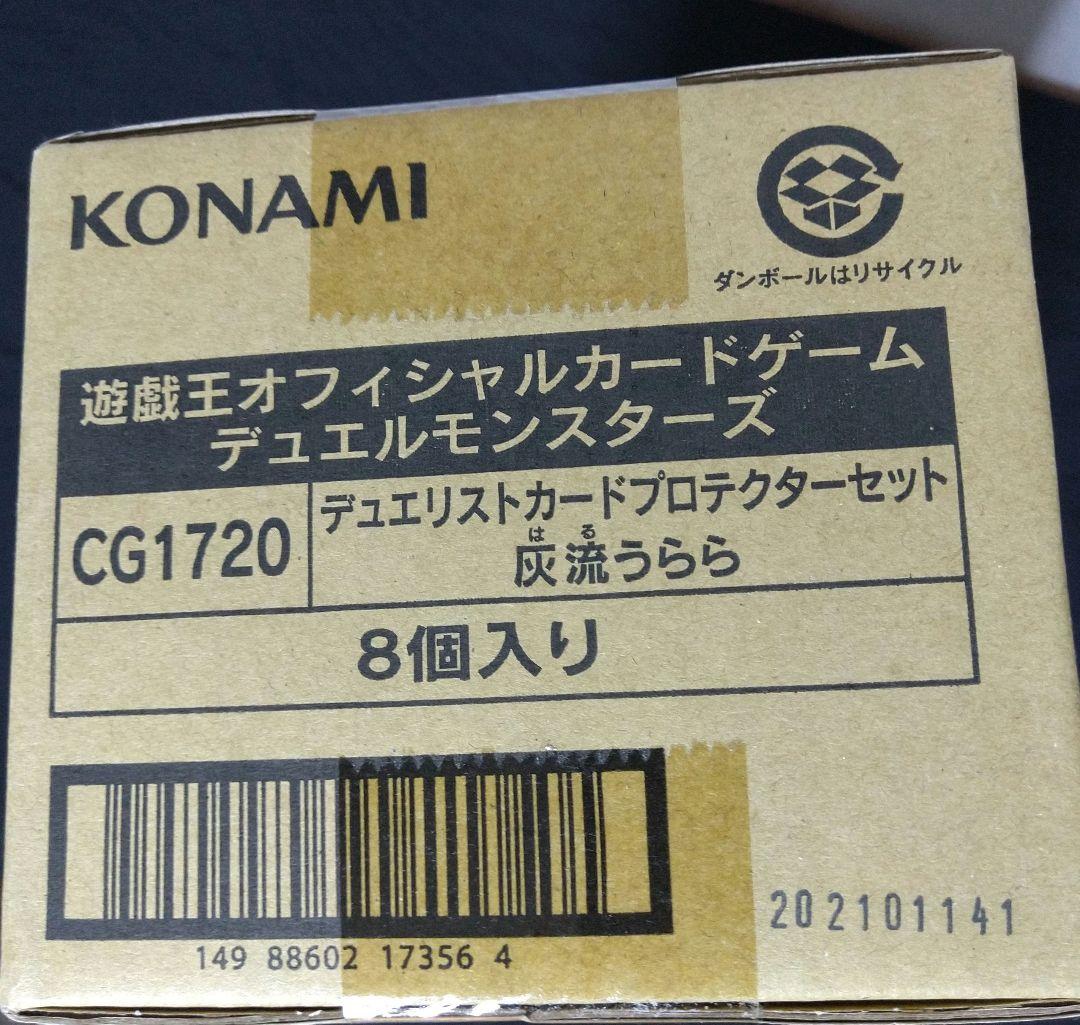 KONAMI
ダンボールはリサイクル
遊戯王オフィシャルカードゲーム
デュエルモンスターズ
CG1720
デュエリストカードプロテクターセット
はる
灰流うらら
8個入り
149 88602 17356 4
202101141